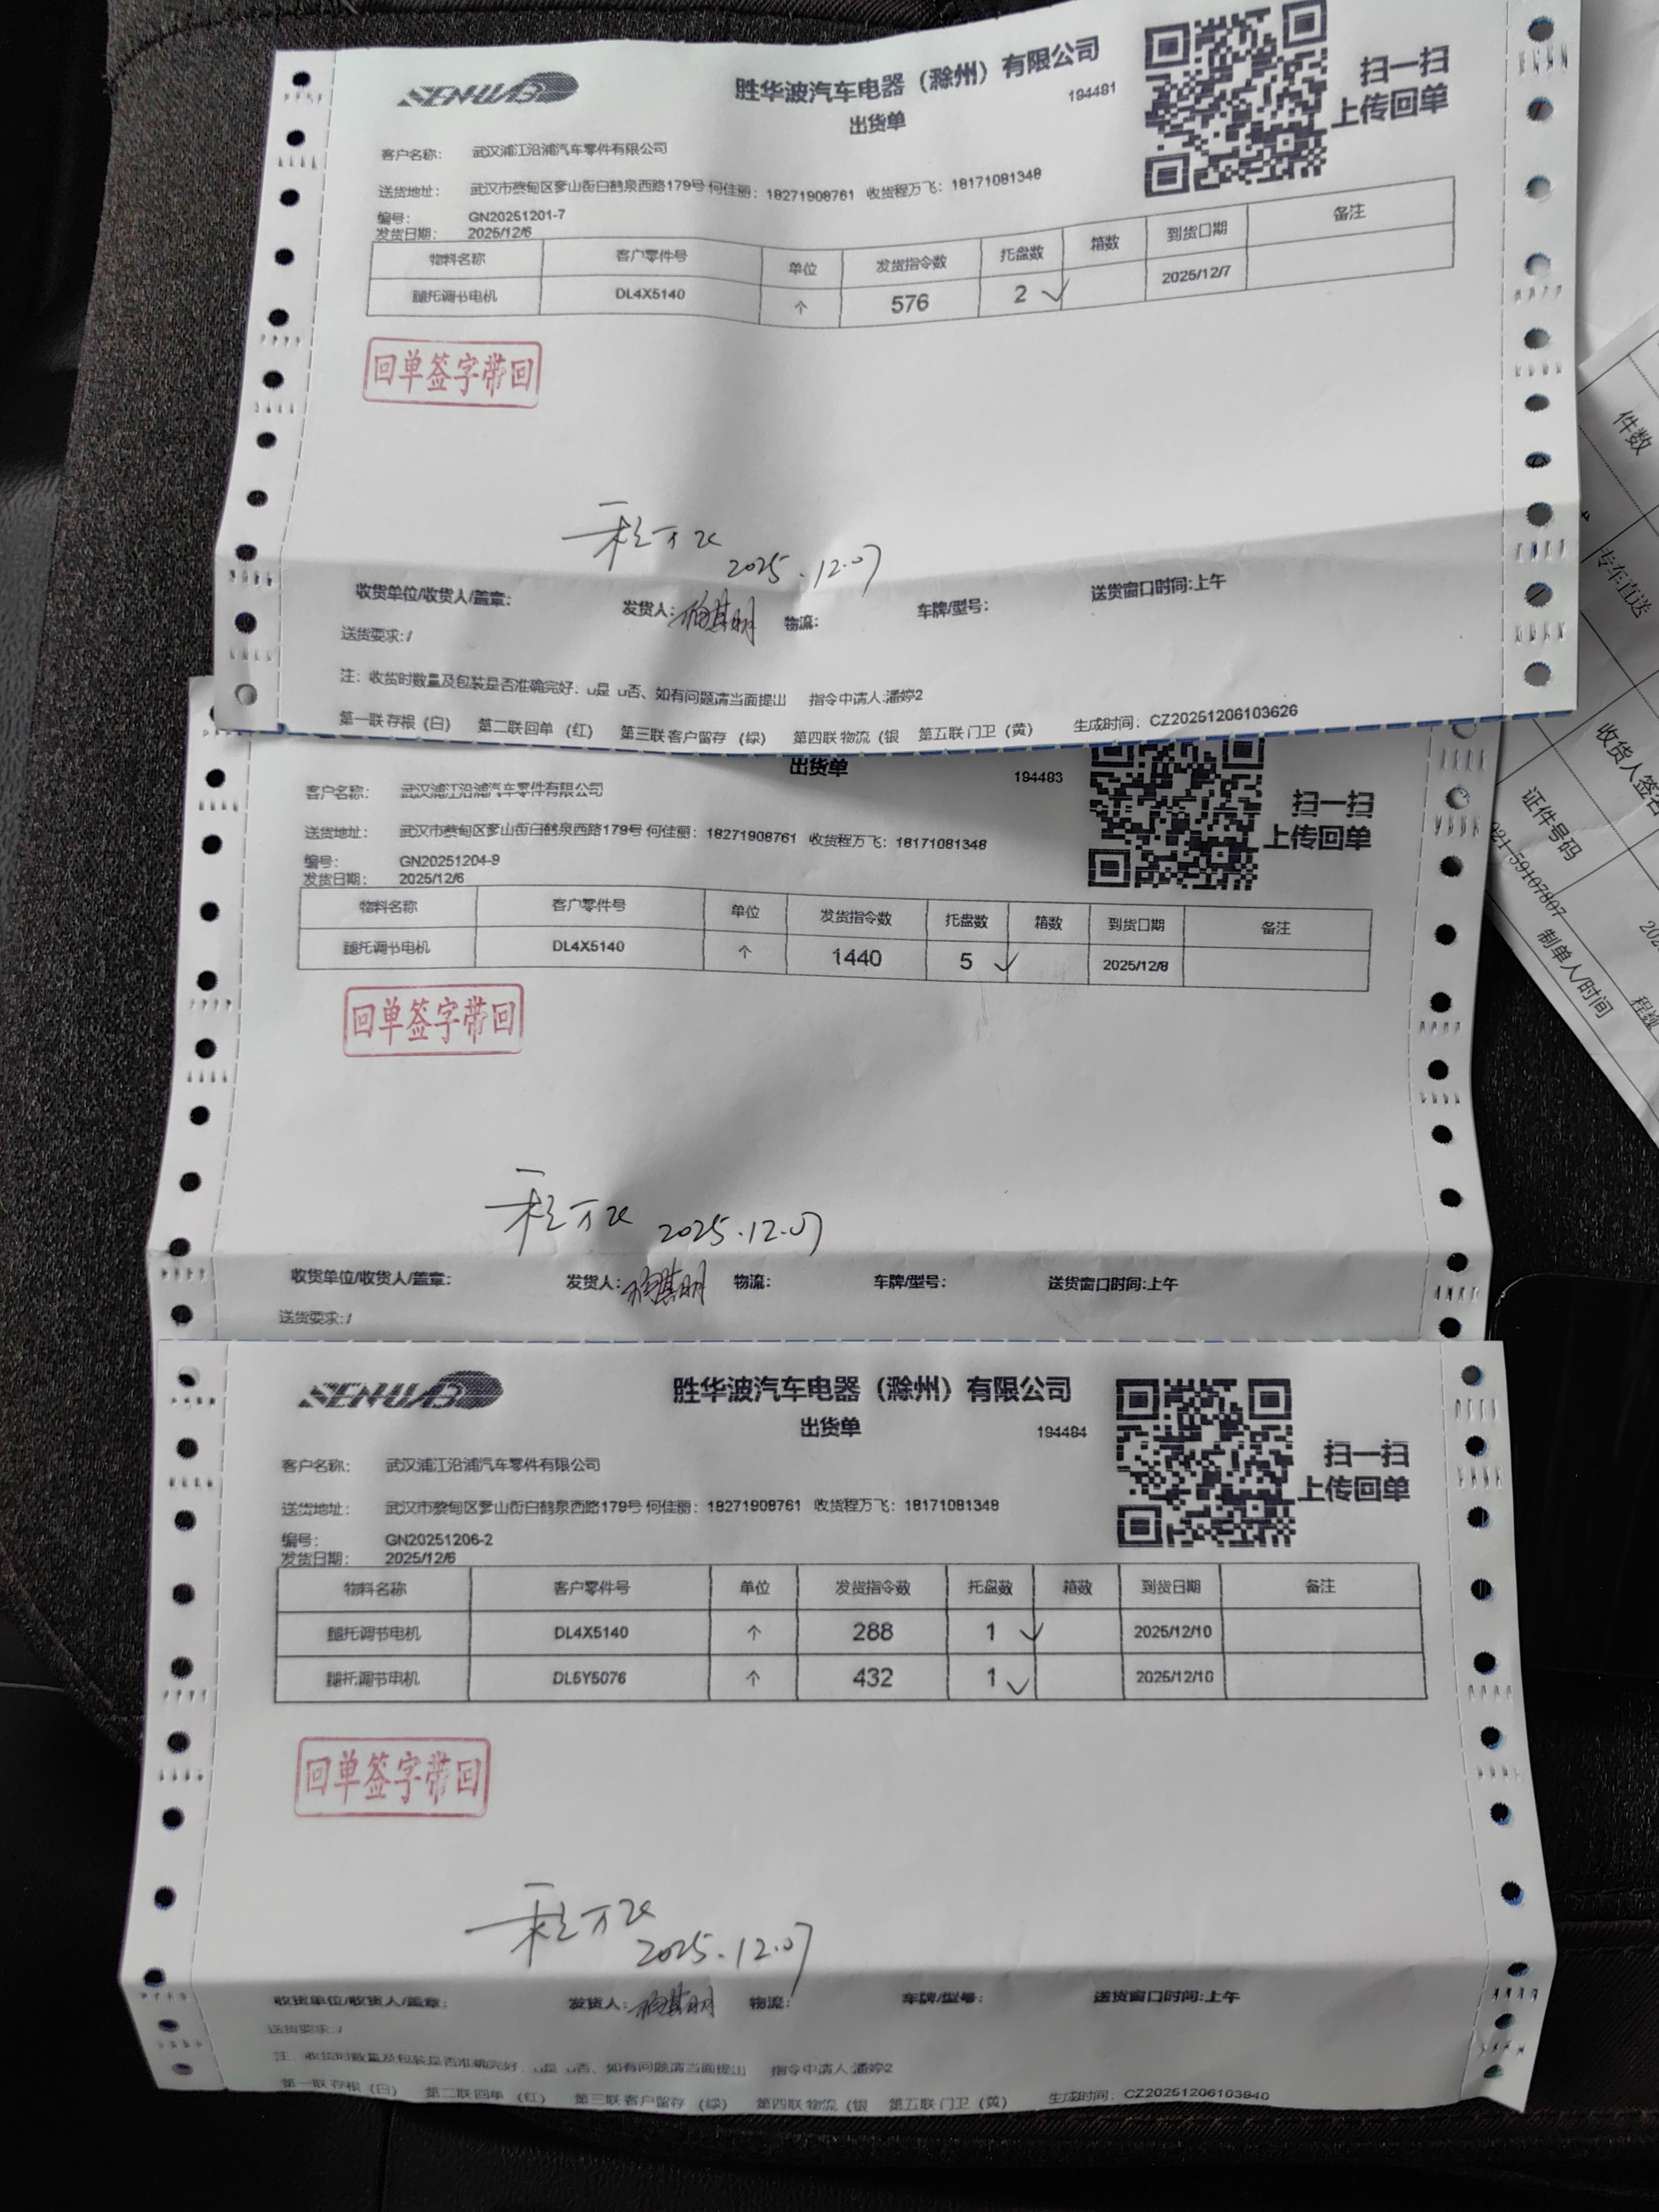 SENHWAB
胜华波汽车电器（滁州）有限公司
出货单
194481
扫一扫
上传回单
客户名称： 武汉浦江沿浦汽车零件有限公司
送货地址： 武汉市蔡甸区奓山街白鹤泉西路179号 何佳丽：18271908761 收货程万飞：18171081348
编号： GN20251201-7
发货日期： 2025/12/6
物料名称 客户零件号 单位 发货指令数 托盘数 箱数 到货日期 备注
腿托调节电机 DL4X5140 个 576 2 2025/12/7
回单签字带回
程万飞 2025.12.07
收货单位/收货人/盖章： 发货人： 物流： 车牌/型号： 送货窗口时间:上午
送货要求:/
注：收货时数量及包装是否准确完好：u是 u否、如有问题请当面提出 指令申请人:潘婷2
第一联 存根（白） 第二联 回单（红） 第三联 客户留存（绿） 第四联 物流（银 第五联 门卫（黄） 生成时间：CZ20251206103626
出货单
194483
扫一扫
上传回单
客户名称： 武汉浦江沿浦汽车零件有限公司
送货地址： 武汉市蔡甸区奓山街白鹤泉西路179号 何佳丽：18271908761 收货程万飞：18171081348
编号： GN20251204-9
发货日期： 2025/12/6
物料名称 客户零件号 单位 发货指令数 托盘数 箱数 到货日期 备注
腿托调节电机 DL4X5140 个 1440 5 2025/12/8
回单签字带回
程万飞 2025.12.07
收货单位/收货人/盖章： 发货人： 物流： 车牌/型号： 送货窗口时间:上午
送货要求:/
SENHWAB
胜华波汽车电器（滁州）有限公司
出货单
194484
扫一扫
上传回单
客户名称： 武汉浦江沿浦汽车零件有限公司
送货地址： 武汉市蔡甸区奓山街白鹤泉西路179号 何佳丽：18271908761 收货程万飞：18171081348
编号： GN20251206-2
发货日期： 2025/12/6
物料名称 客户零件号 单位 发货指令数 托盘数 箱数 到货日期 备注
腿托调节电机 DL4X5140 个 288 1 2025/12/10
腿托调节电机 DL5Y5076 个 432 1 2025/12/10
回单签字带回
程万飞 2025.12.07
收货单位/收货人/盖章： 发货人： 物流： 车牌/型号： 送货窗口时间:上午
送货要求:/
注：收货时数量及包装是否准确完好：u是 u否、如有问题请当面提出 指令申请人:潘婷2
第一联 存根（白） 第二联 回单（红） 第三联 客户留存（绿） 第四联 物流（银 第五联 门卫（黄） 生成时间：CZ20251206103840
件数
专车直送
收货人签名
证件号码
021-59107807
制单人/时间